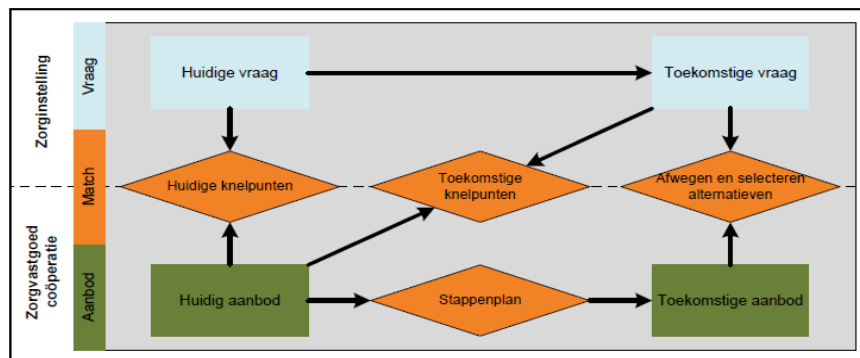 Zorginstelling
Vraag
Huidige vraag
Toekomstige vraag
Match
Huidige knelpunten
Toekomstige
knelpunten
Afwegen en selecteren
alternatieven
Zorgvastgoed
coöperatie
Aanbod
Huidig aanbod
Stappenplan
Toekomstige aanbod